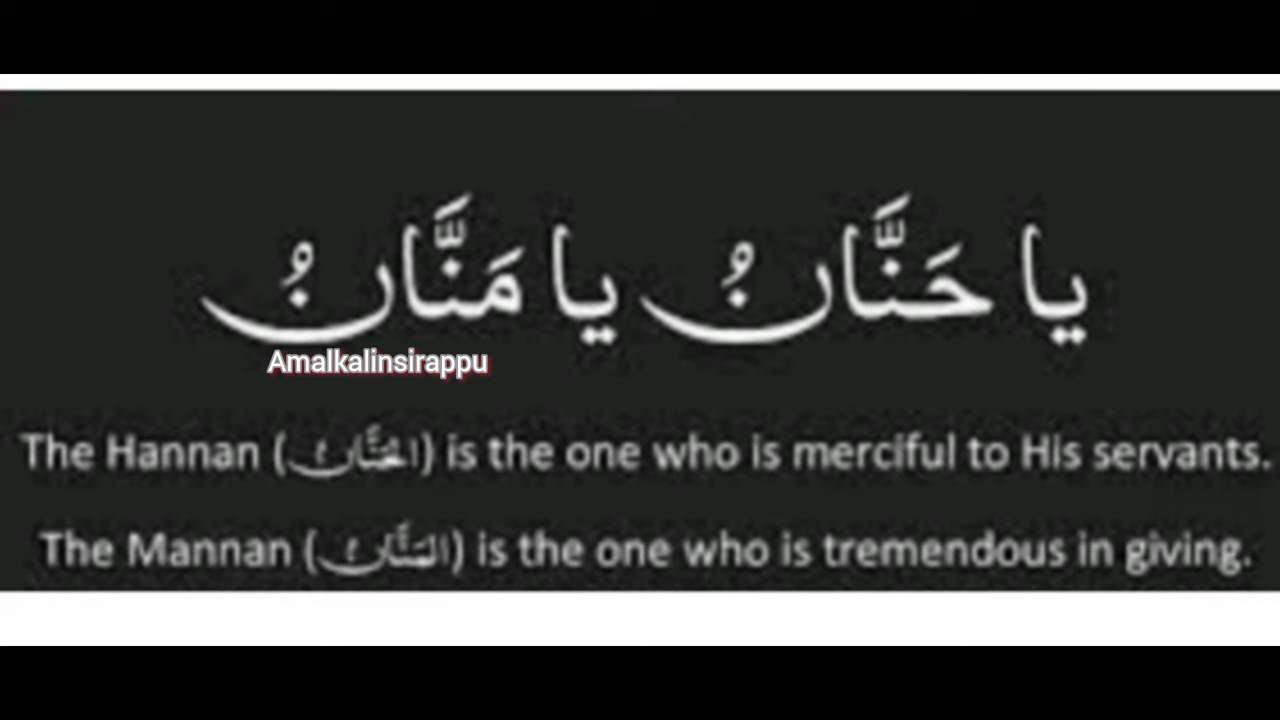 يا حَنَّانُ يا مَنَّانُ
Amalkalinsirappu
The Hannan (الحَنَّانُ) is the one who is merciful to His servants.
The Mannan (المَنَّانُ) is the one who is tremendous in giving.